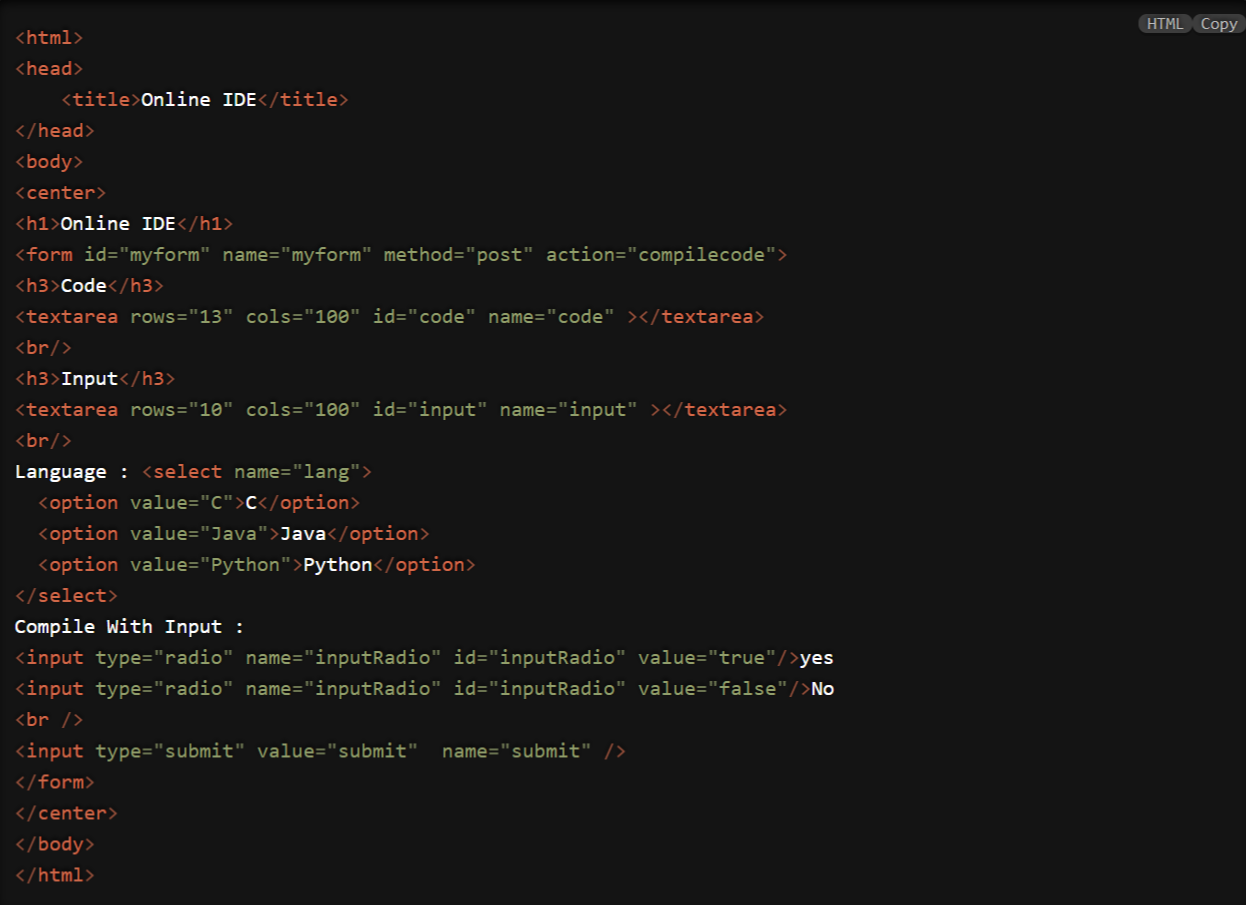 HTML Copy
<html>
<head>
    <title>Online IDE</title>
</head>
<body>
<center>
<h1>Online IDE</h1>
<form id="myform" name="myform" method="post" action="compilecode">
<h3>Code</h3>
<textarea rows="13" cols="100" id="code" name="code" ></textarea>
<br/>
<h3>Input</h3>
<textarea rows="10" cols="100" id="input" name="input" ></textarea>
<br/>
Language : <select name="lang">
  <option value="C">C</option>
  <option value="Java">Java</option>
  <option value="Python">Python</option>
</select>
Compile With Input :
<input type="radio" name="inputRadio" id="inputRadio" value="true"/>yes
<input type="radio" name="inputRadio" id="inputRadio" value="false"/>No
<br />
<input type="submit" value="submit"  name="submit" />
</form>
</center>
</body>
</html>